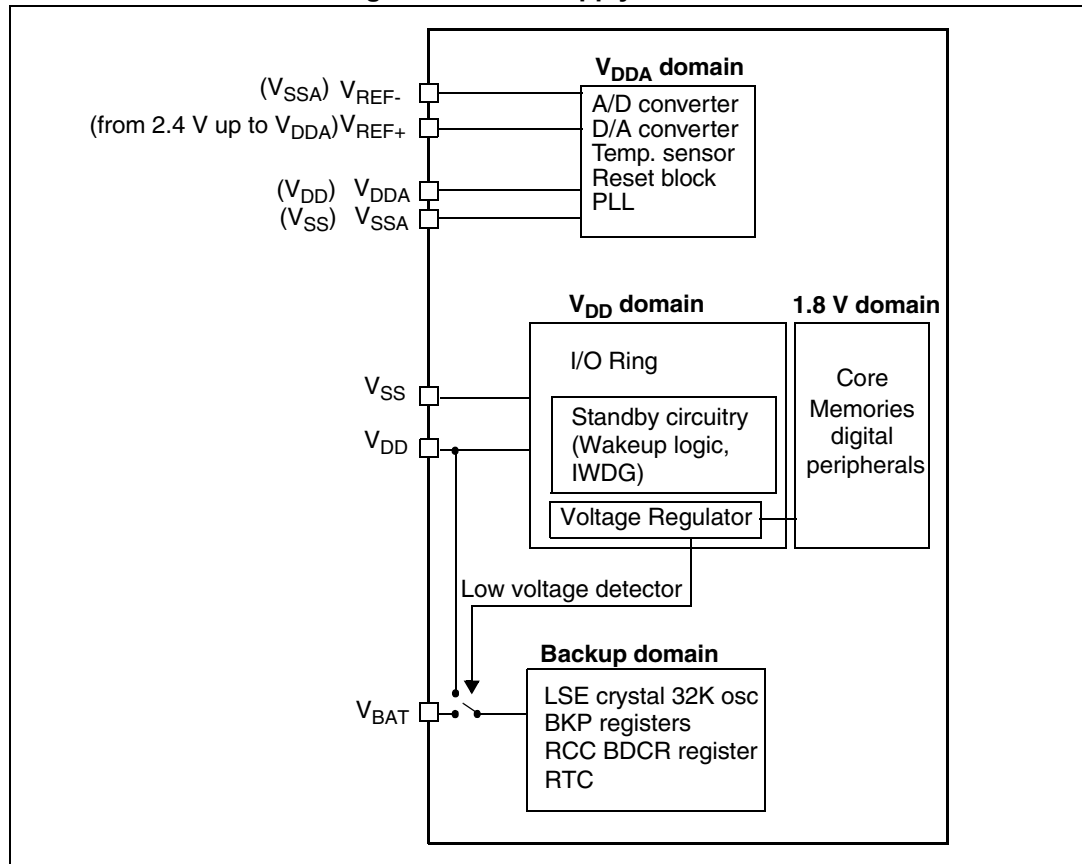 V_DDA domain
(V_SSA) V_REF-
(from 2.4 V up to V_DDA)V_REF+
(V_DD) V_DDA
(V_SS) V_SSA
A/D converter
D/A converter
Temp. sensor
Reset block
PLL
V_DD domain
1.8 V domain
V_SS
V_DD
I/O Ring
Standby circuitry
(Wakeup logic,
IWDG)
Voltage Regulator
Core
Memories
digital
peripherals
Low voltage detector
Backup domain
V_BAT
LSE crystal 32K osc
BKP registers
RCC BDCR register
RTC